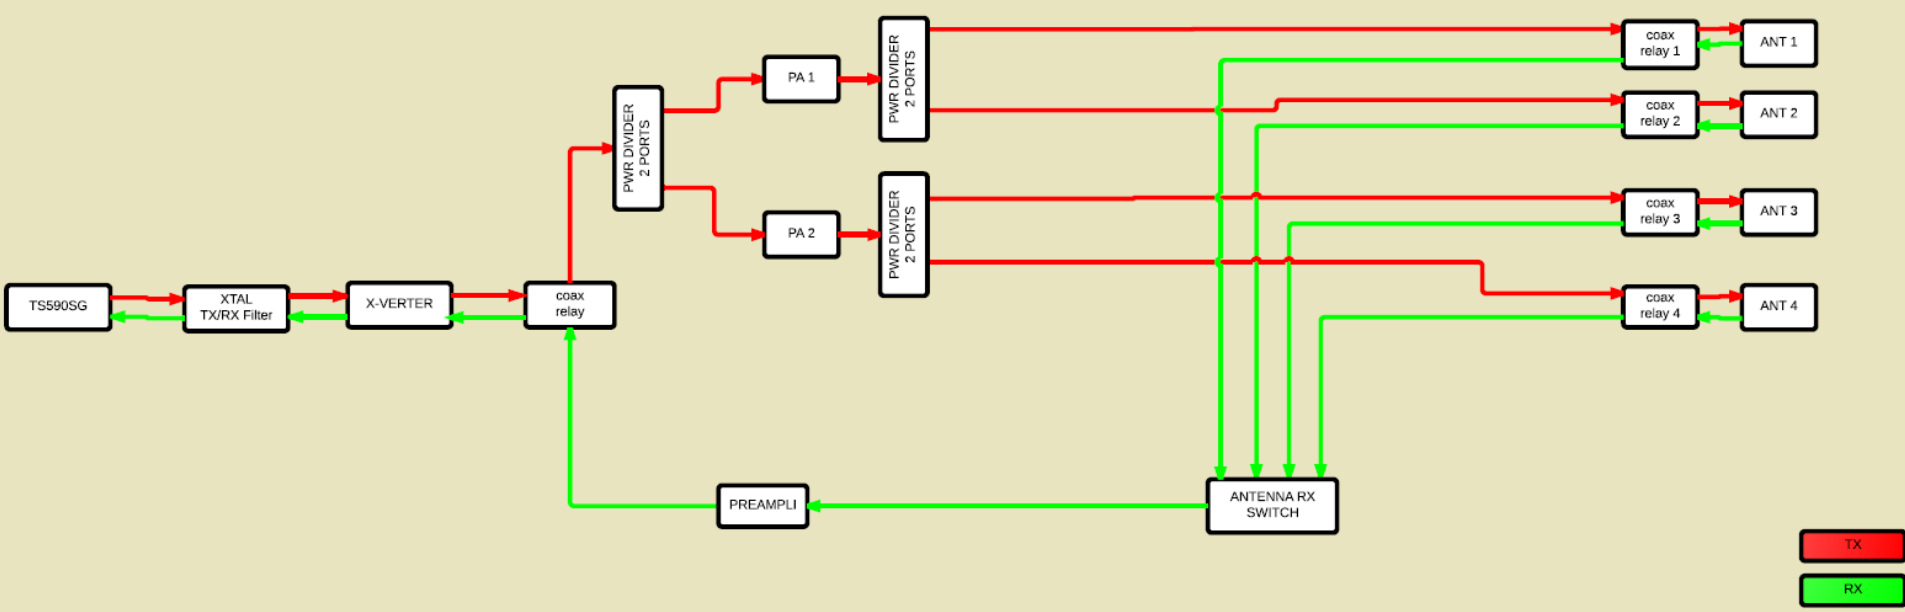 coax
relay 1
ANT 1
PA 1
PWR DIVIDER
2 PORTS
coax
relay 2
ANT 2
PWR DIVIDER
2 PORTS
PA 2
PWR DIVIDER
2 PORTS
coax
relay 3
ANT 3
TS590SG
XTAL
TX/RX Filter
X-VERTER
coax
relay
coax
relay 4
ANT 4
PREAMPLI
ANTENNA RX
SWITCH
TX
RX